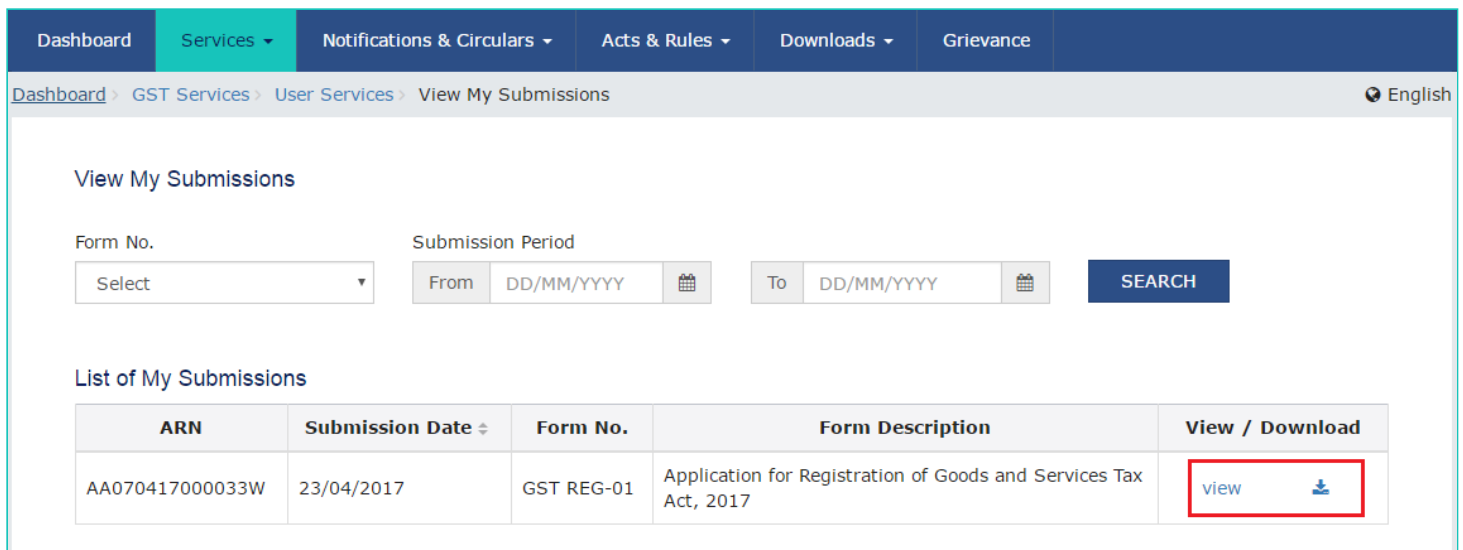 Dashboard Services Notifications & Circulars Acts & Rules Downloads Grievance
Dashboard > GST Services > User Services > View My Submissions English
View My Submissions
Form No. Submission Period
Select From DD/MM/YYYY To DD/MM/YYYY SEARCH
List of My Submissions
ARN Submission Date Form No. Form Description View / Download
AA070417000033W 23/04/2017 GST REG-01 Application for Registration of Goods and Services Tax view
Act, 2017